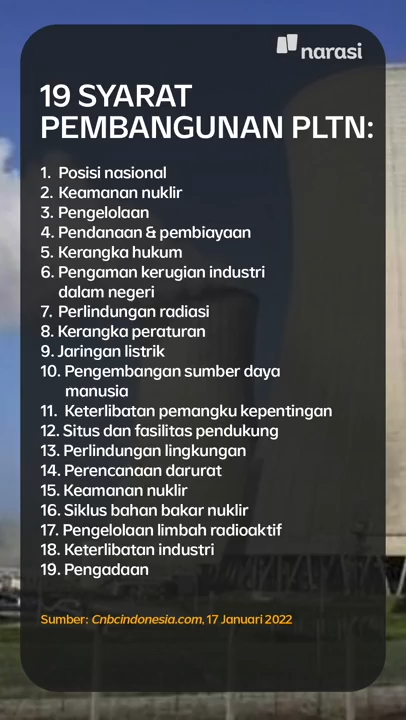 narasi
19 SYARAT
PEMBANGUNAN PLTN:
1. Posisi nasional
2. Keamanan nuklir
3. Pengelolaan
4. Pendanaan & pembiayaan
5. Kerangka hukum
6. Pengaman kerugian industri
dalam negeri
7. Perlindungan radiasi
8. Kerangka peraturan
9. Jaringan listrik
10. Pengembangan sumber daya
manusia
11. Keterlibatan pemangku kepentingan
12. Situs dan fasilitas pendukung
13. Perlindungan lingkungan
14. Perencanaan darurat
15. Keamanan nuklir
16. Siklus bahan bakar nuklir
17. Pengelolaan limbah radioaktif
18. Keterlibatan industri
19. Pengadaan
Sumber: Cnbcindonesia.com, 17 Januari 2022